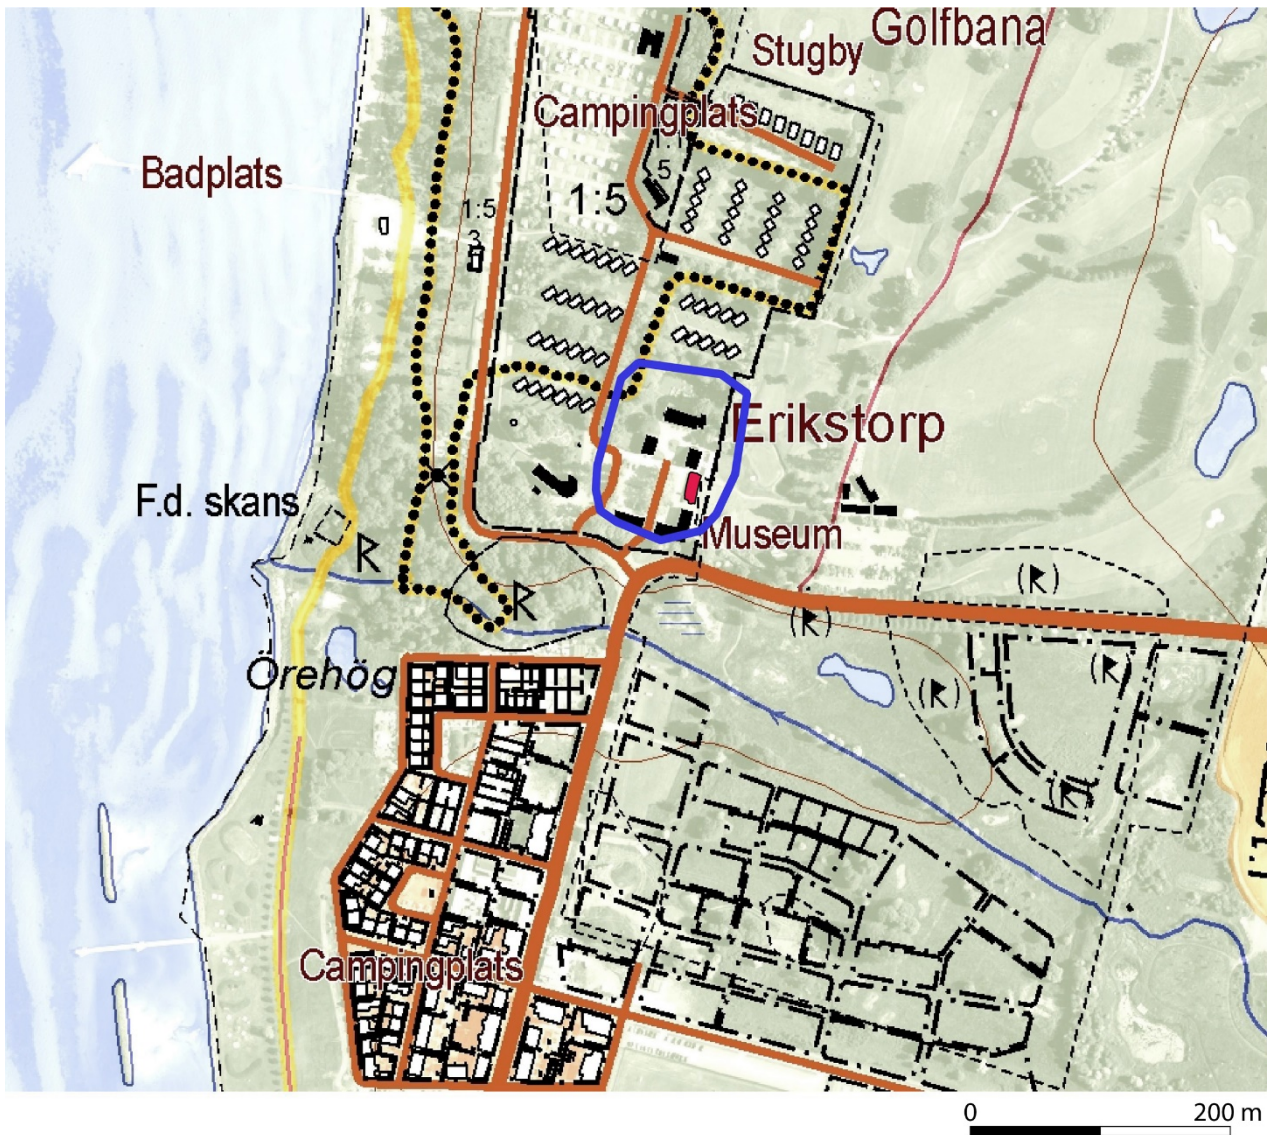 Golfbana
Stugby
Campingplats
Badplats
1:5
5
1:5
3
Erikstorp
F.d. skans
Museum
R
R
(R)
(R)
(R)
(R)
(R)
Örehög
Campingplats
0
200 m